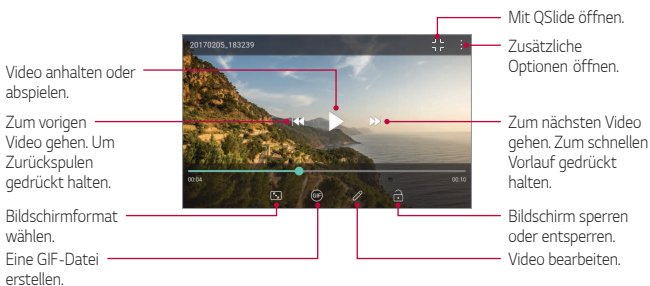 Mit QSlide öffnen.
20170205_183239
Zusätzliche
Optionen öffnen.
Video anhalten oder
abspielen.
Zum vorigen
Video gehen. Um
Zurückspulen
gedrückt halten.
Zum nächsten Video
gehen. Zum schnellen
Vorlauf gedrückt
halten.
00:04
00:10
GIF
Bildschirmformat
wählen.
Eine GIF-Datei
erstellen.
Bildschirm sperren
oder entsperren.
Video bearbeiten.